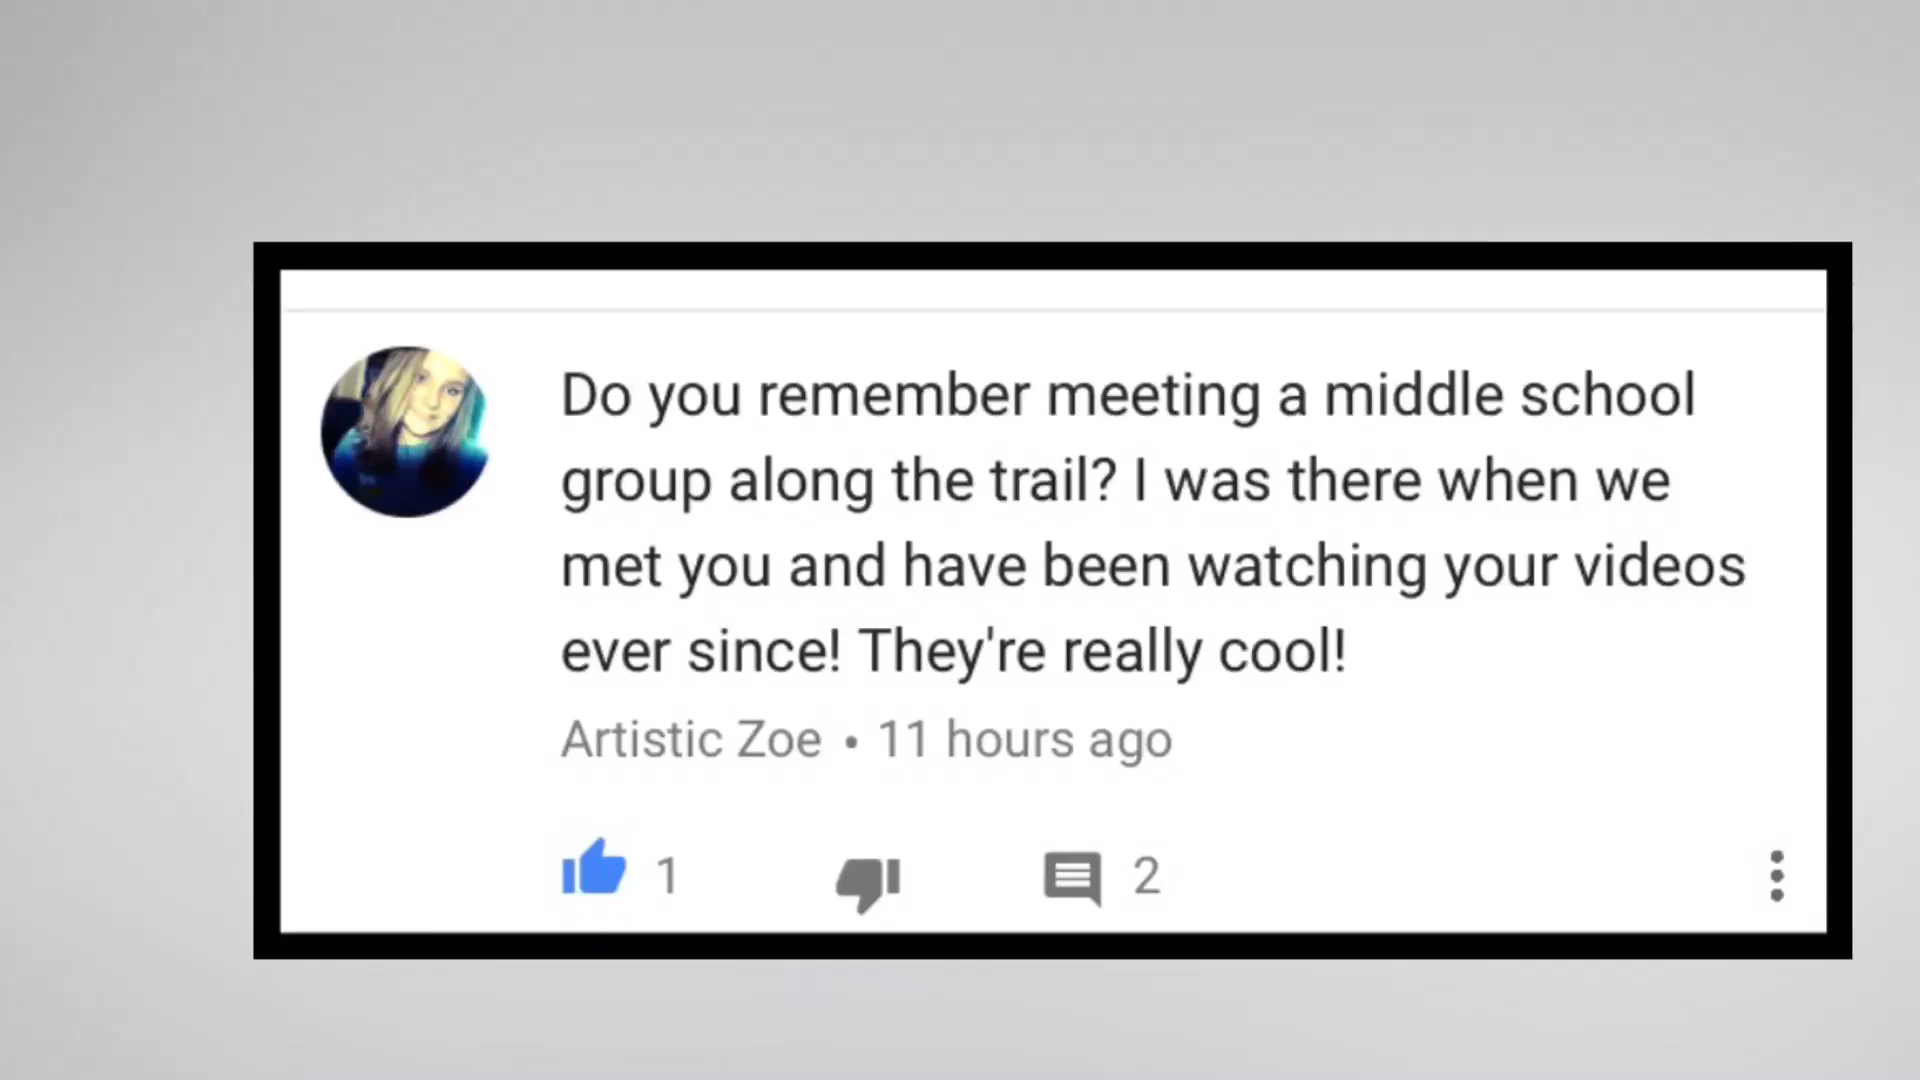 Do you remember meeting a middle school
group along the trail? I was there when we
met you and have been watching your videos
ever since! They're really cool!
Artistic Zoe • 11 hours ago
1 2